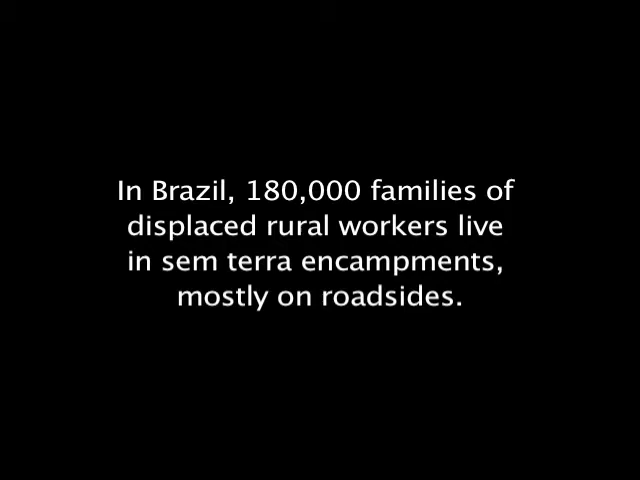 In Brazil, 180,000 families of
displaced rural workers live
in sem terra encampments,
mostly on roadsides.